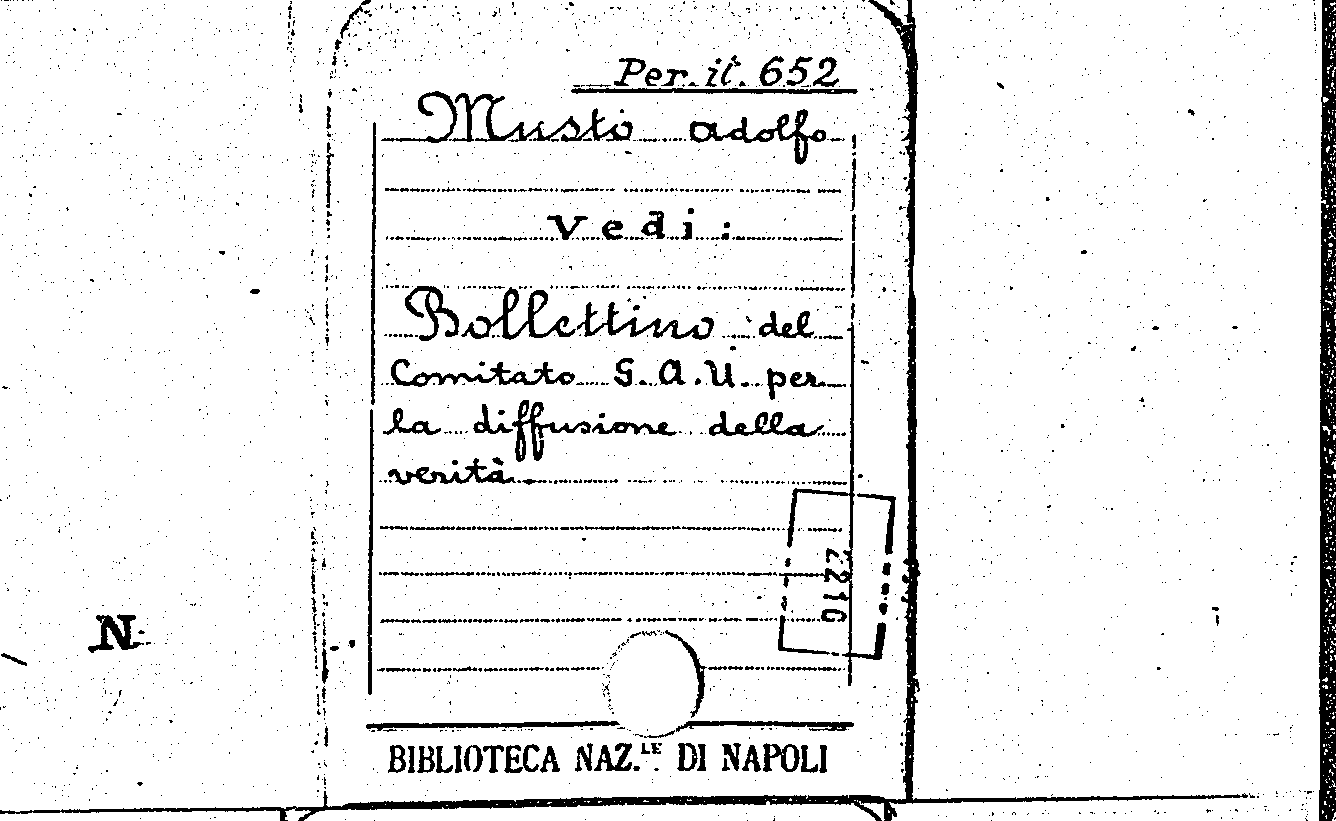 Per. it. 652
Musto Adolfo
Vedi:
Bollettino del
Comitato S.A.U. per
la diffusione della
verità.
N
BIBLIOTECA NAZ.LE DI NAPOLI